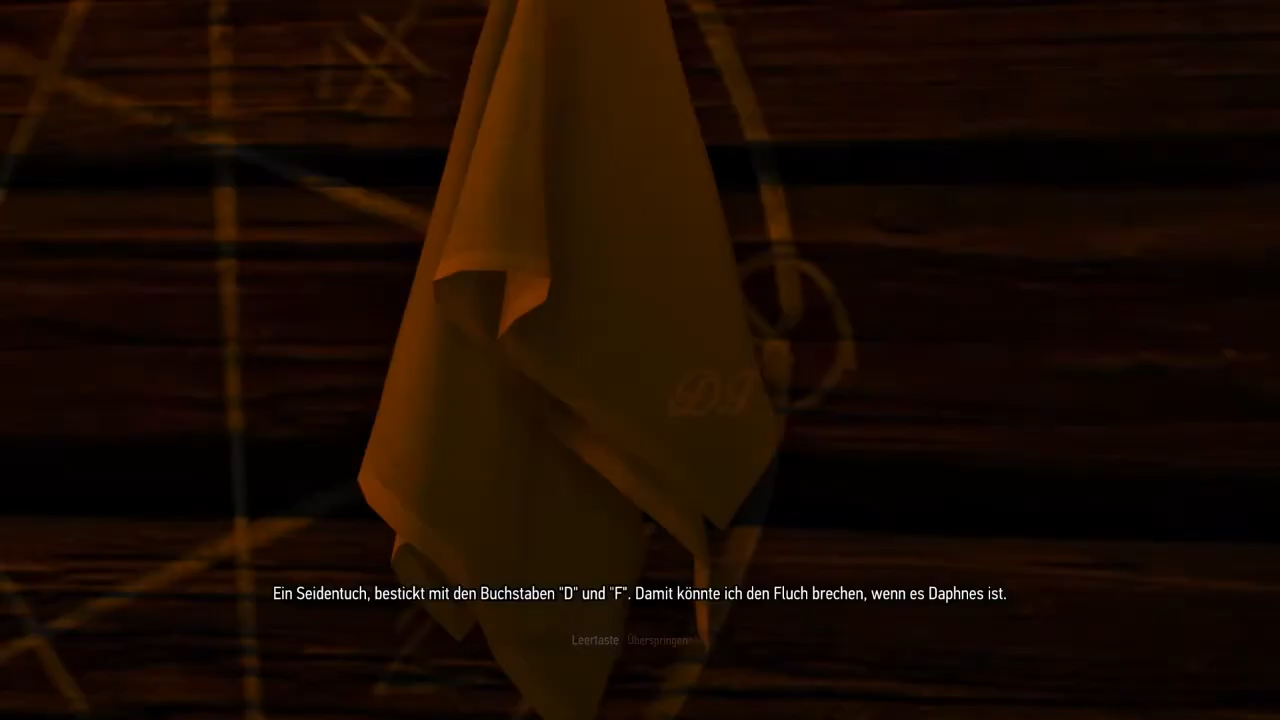 DF
Ein Seidentuch, bestickt mit den Buchstaben "D" und "F". Damit könnte ich den Fluch brechen, wenn es Daphnes ist.
Leertaste Überspringen